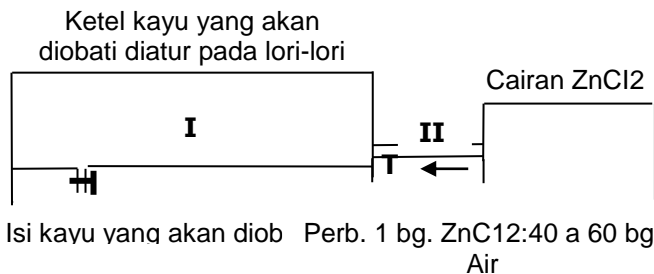 Ketel kayu yang akan
diobati diatur pada lori-lori
Cairan ZnCI2
I
II
T
Isi kayu yang akan diob Perb. 1 bg. ZnC12:40 a 60 bg
Air